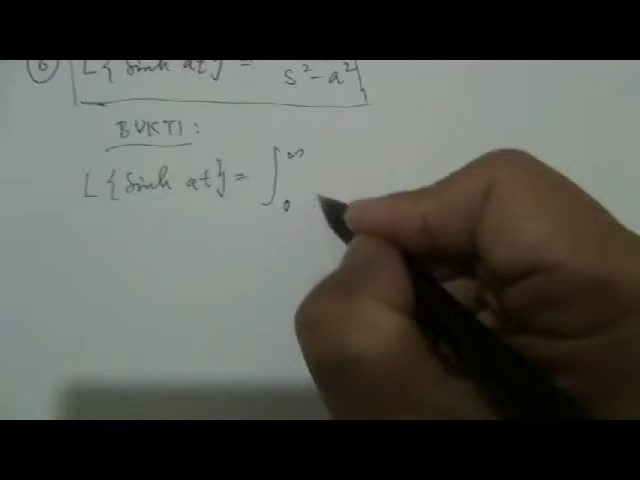 ⑥ L{sinh at} =
s²-a²
BUKTI:
L{sinh at} = ∫₀^∞